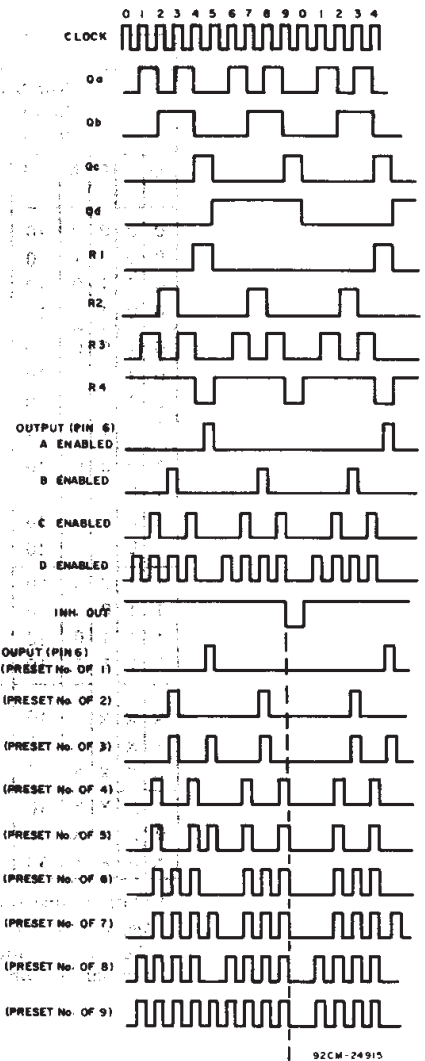 0 1 2 3 4 5 6 7 8 9 0 1 2 3 4
CLOCK
Qa
Qb
Qc
Qd
R1
R2
R3
R4
OUTPUT (PIN 6)
A ENABLED
B ENABLED
C ENABLED
D ENABLED
INH. OUT
OUPUT (PIN6)
(PRESET No. OF 1)
(PRESET No. OF 2)
(PRESET No. OF 3)
(PRESET No. OF 4)
(PRESET No. OF 5)
(PRESET No. OF 6)
(PRESET No. OF 7)
(PRESET No. OF 8)
(PRESET No. OF 9)
92CM-24915